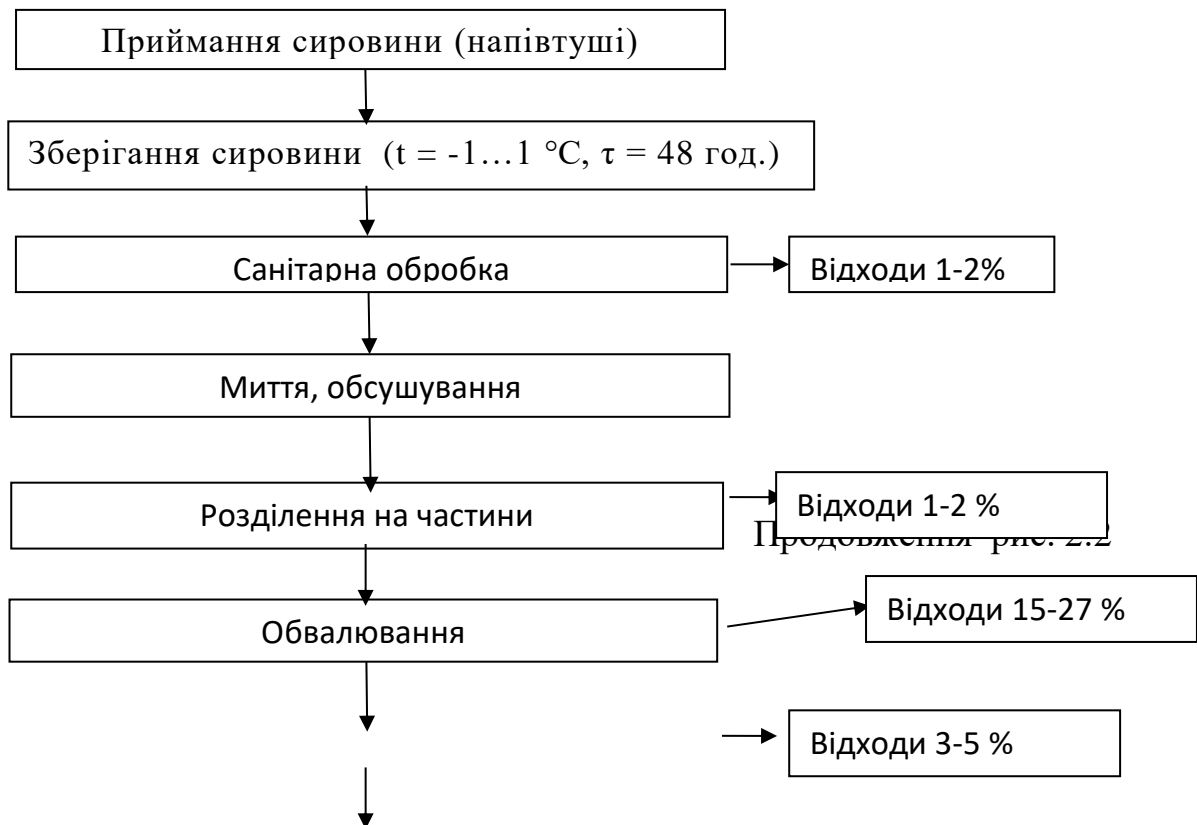 Приймання сировини (напівтуші)
Зберігання сировини (t = -1…1 °С, τ = 48 год.)
Санітарна обробка
Відходи 1-2%
Миття, обсушування
Розділення на частини
Відходи 1-2 %
Продовження рис. 2.2
Обвалювання
Відходи 15-27 %
Відходи 3-5 %